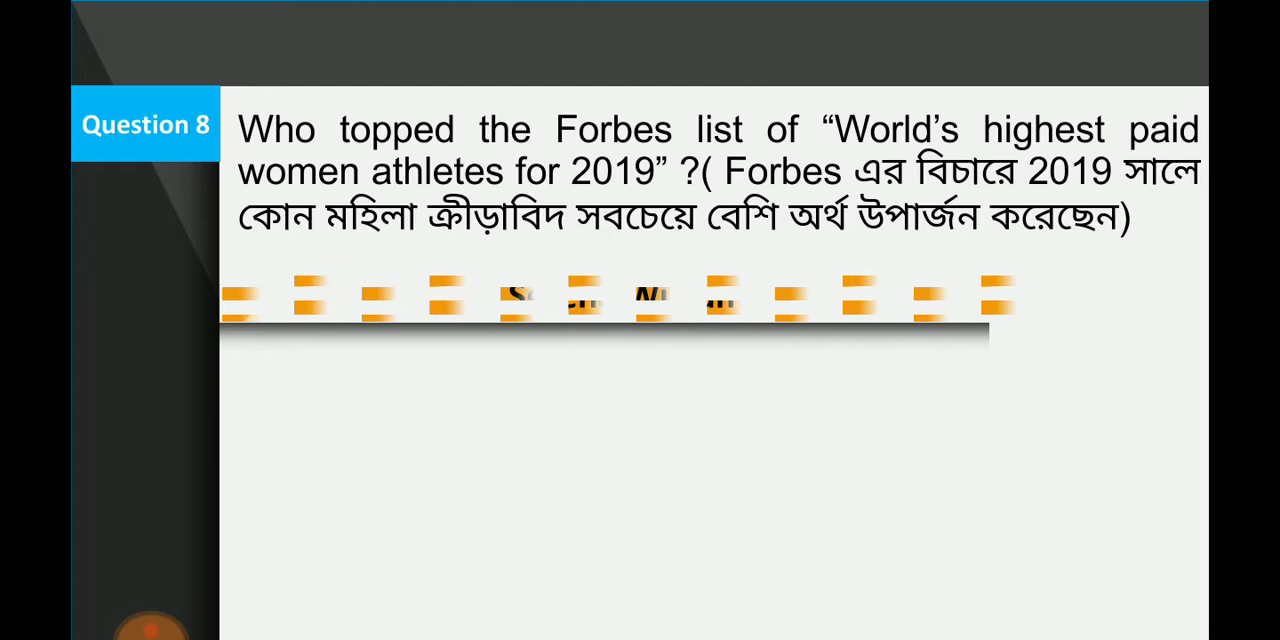 Question 8
Who topped the Forbes list of “World’s highest paid
women athletes for 2019” ?( Forbes এর বিচারে 2019 সালে
কোন মহিলা ক্রীড়াবিদ সবচেয়ে বেশি অর্থ উপার্জন করেছেন)